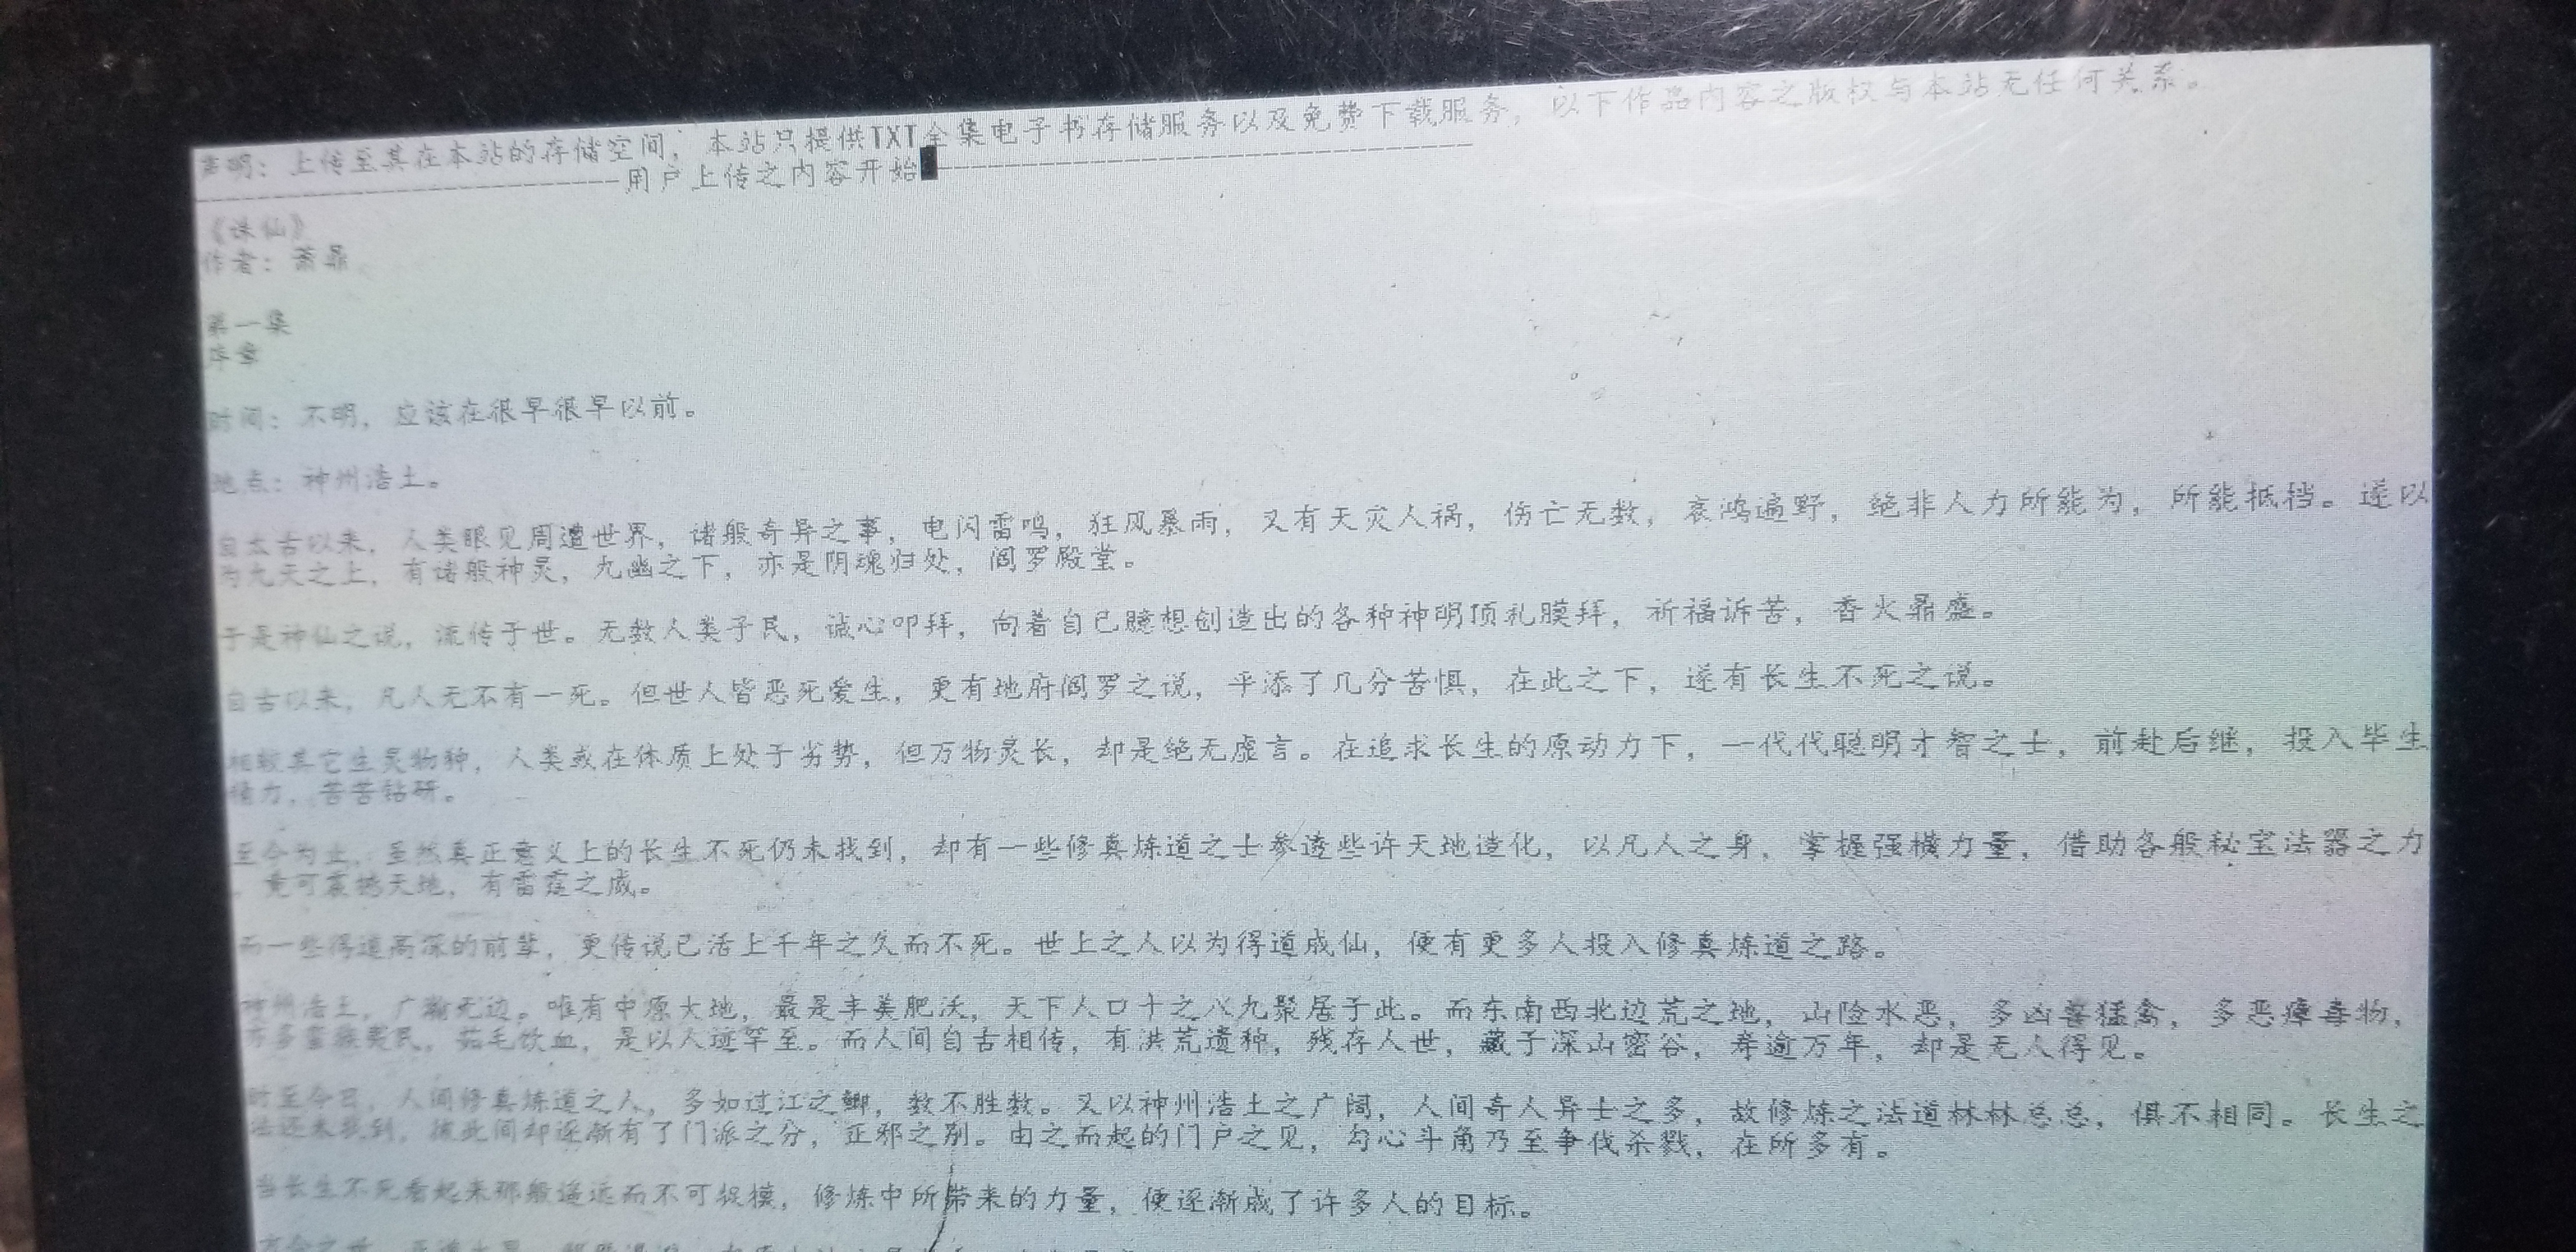 声明：上传至其在本站的存储空间，本站只提供TXT全集电子书存储服务以及免费下载服务，以下作品内容之版权与本站无任何关系。
---------------------------用户上传之内容开始--------------------------------
《诛仙》
作者：萧鼎
第一集
序章
时间：不明，应该在很早很早以前。
地点：神州浩土。
自太古以来，人类眼见周遭世界，诸般奇异之事，电闪雷鸣，狂风暴雨，又有天灾人祸，伤亡无数，哀鸿遍野，绝非人力所能为，所能抵挡。遂以
为九天之上，有诸般神灵，九幽之下，亦是阴魂归处，阎罗殿堂。
于是神仙之说，流传于世。无数人类子民，诚心叩拜，向着自己臆想创造出的各种神明顶礼膜拜，祈福诉苦，香火鼎盛。
自古以来，凡人无不有一死。但世人皆恶死爱生，更有地府阎罗之说，平添了几分苦惧，在此之下，遂有长生不死之说。
相较其它生灵物种，人类或在体质上处于劣势，但万物灵长，却是绝无虚言。在追求长生的原动力下，一代代聪明才智之士，前赴后继，投入毕生
精力，苦苦钻研。
至今为止，虽然真正意义上的长生不死仍未找到，却有一些修真炼道之士参透些许天地造化，以凡人之身，掌握强横力量，借助各般秘宝法器之力
，竟可震撼天地，有雷霆之威。
而一些得道高深的前辈，更传说已活上千年之久而不死。世上之人以为得道成仙，便有更多人投入修真炼道之路。
神州浩土，广瀚无边。唯有中原大地，最是丰美肥沃，天下人口十之八九聚居于此。而东南西北边荒之地，山险水恶，多凶兽猛禽，多恶瘴毒物，
亦多蛮族夷民，茹毛饮血，是以人迹罕至。而人间自古相传，有洪荒遗种，残存人世，藏于深山密谷，寿逾万年，却是无人得见。
时至今日，人间修真炼道之人，多如过江之鲫，数不胜数。又以神州浩土之广阔，人间奇人异士之多，故修炼之法道林林总总，俱不相同。长生之
法还未找到，彼此间却逐渐有了门派之分，正邪之别。由之而起的门户之见，勾心斗角乃至争伐杀戮，在所多有。
当长生不死看起来那般遥远而不可捉摸，修炼中所带来的力量，便逐渐成了许多人的目标。